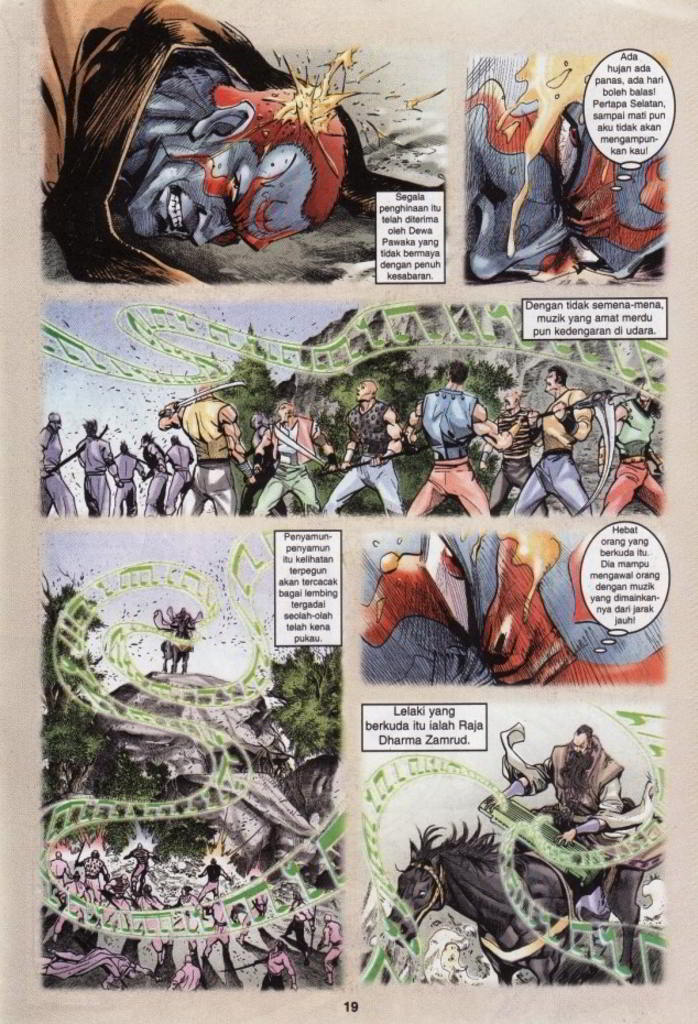 Segala
penghinaan itu
telah diterima
oleh Dewa
Pawaka yang
tidak bermaya
dengan penuh
kesabaran.
Ada
hujan ada
panas, ada hari
boleh balas!
Pertapa Selatan,
sampai mati pun
aku tidak akan
mengampun-
kan kau!
Dengan tidak semena-mena,
muzik yang amat merdu
pun kedengaran di udara.
Penyamun-
penyamun
itu kelihatan
terpegun
akan tercacak
bagai lembing
tergadai
seolah-olah
telah kena
pukau.
Hebat
orang yang
berkuda itu.
Dia mampu
mengawal orang
dengan muzik
yang dimainkan-
nya dari jarak
jauh!
Lelaki yang
berkuda itu ialah Raja
Dharma Zamrud.
19